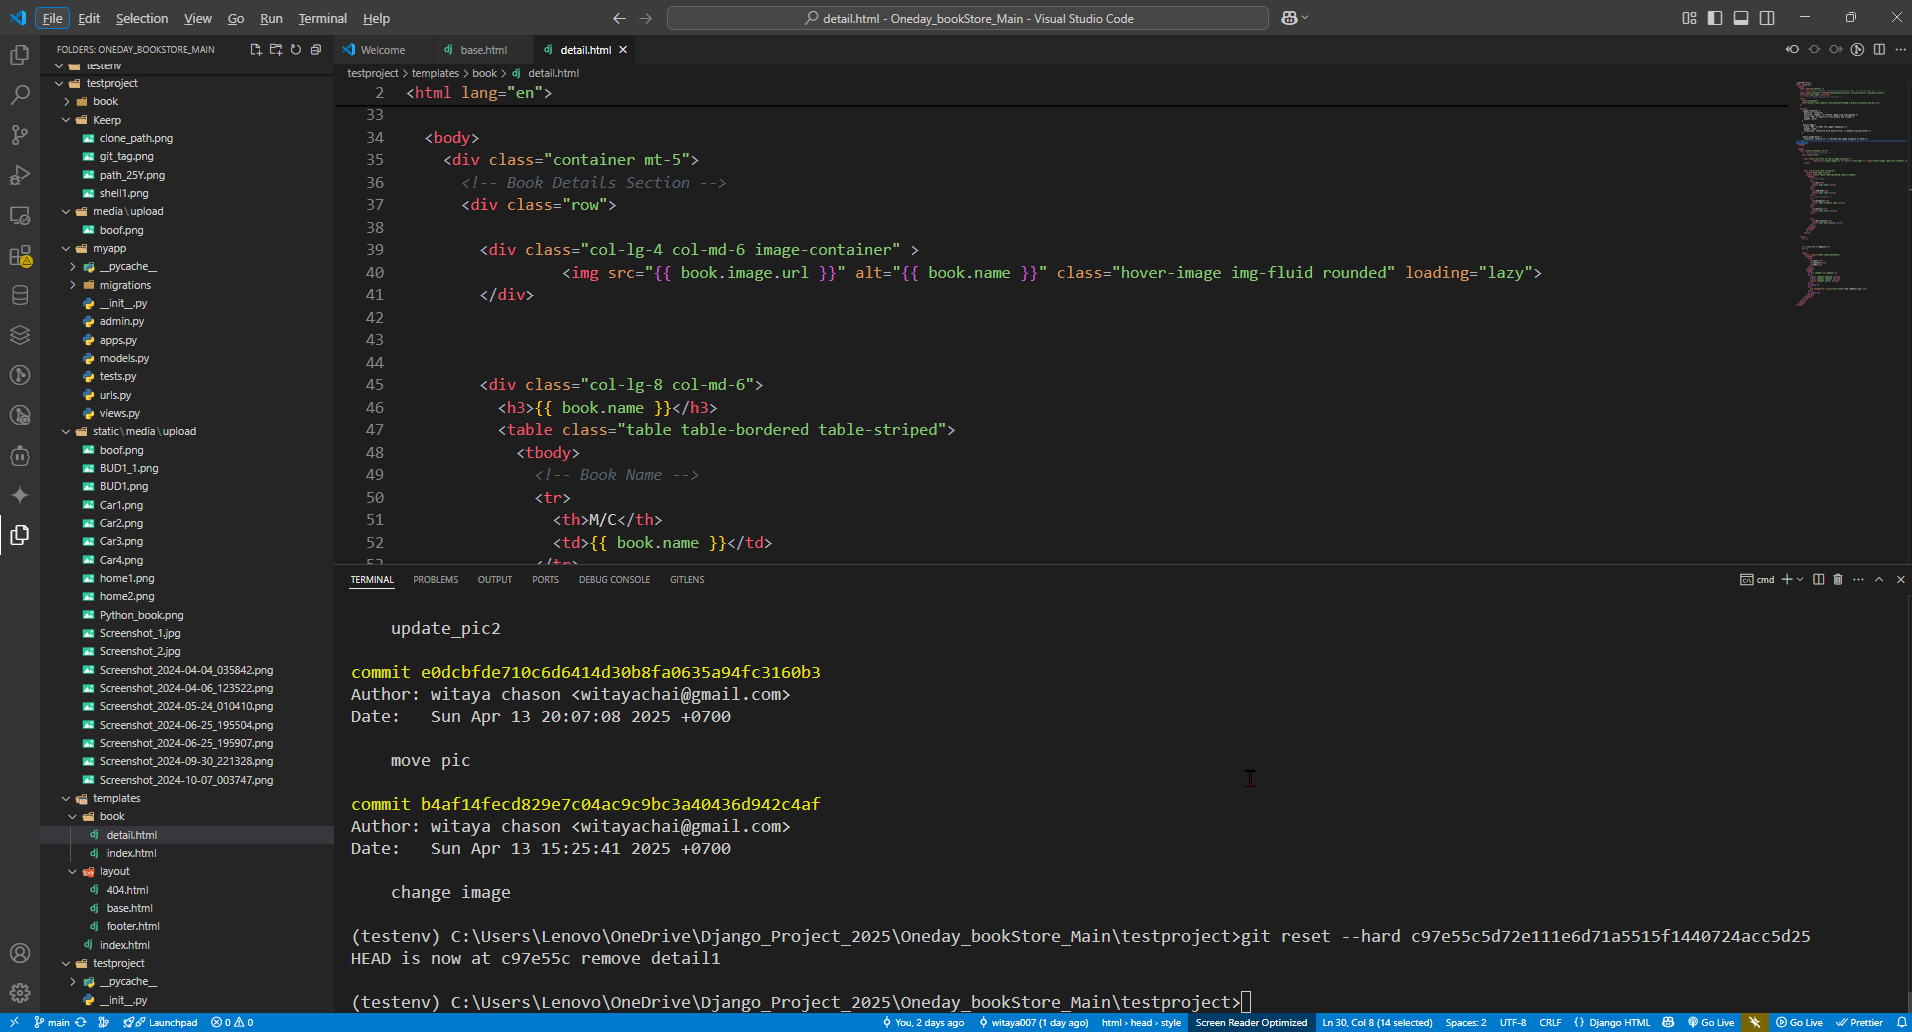 File Edit Selection View Go Run Terminal Help
detail.html - Oneday_bookStore_Main - Visual Studio Code
FOLDERS: ONEDAY_BOOKSTORE_MAIN
testenv
testproject
book
Keerp
clone_path.png
git_tag.png
path_25Y.png
shell1.png
media\upload
boof.png
myapp
__pycache__
migrations
__init__.py
admin.py
apps.py
models.py
tests.py
urls.py
views.py
static\media\upload
boof.png
BUD1_1.png
BUD1.png
Car1.png
Car2.png
Car3.png
Car4.png
home1.png
home2.png
Python_book.png
Screenshot_1.jpg
Screenshot_2.jpg
Screenshot_2024-04-04_035842.png
Screenshot_2024-04-06_123522.png
Screenshot_2024-05-24_010410.png
Screenshot_2024-06-25_195504.png
Screenshot_2024-06-25_195907.png
Screenshot_2024-09-30_221328.png
Screenshot_2024-10-07_003747.png
templates
book
detail.html
index.html
layout
404.html
base.html
footer.html
index.html
testproject
__pycache__
__init__.py
Welcome base.html detail.html
testproject > templates > book > detail.html
2 <html lang="en">
33
34 <body>
35 <div class="container mt-5">
36 <!-- Book Details Section -->
37 <div class="row">
38
39 <div class="col-lg-4 col-md-6 image-container" >
40 <img src="{{ book.image.url }}" alt="{{ book.name }}" class="hover-image img-fluid rounded" loading="lazy">
41 </div>
42
43
44
45 <div class="col-lg-8 col-md-6">
46 <h3>{{ book.name }}</h3>
47 <table class="table table-bordered table-striped">
48 <tbody>
49 <!-- Book Name -->
50 <tr>
51 <th>M/C</th>
52 <td>{{ book.name }}</td>
53 </tr>
TERMINAL PROBLEMS OUTPUT PORTS DEBUG CONSOLE GITLENS
cmd
update_pic2
commit e0dcbfde710c6d6414d30b8fa0635a94fc3160b3
Author: witaya chason <witayachai@gmail.com>
Date: Sun Apr 13 20:07:08 2025 +0700
move pic
commit b4af14fecd829e7c04ac9c9bc3a40436d942c4af
Author: witaya chason <witayachai@gmail.com>
Date: Sun Apr 13 15:25:41 2025 +0700
change image
(testenv) C:\Users\Lenovo\OneDrive\Django_Project_2025\Oneday_bookStore_Main\testproject>git reset --hard c97e55c5d72e111e6d71a5515f1440724acc5d25
HEAD is now at c97e55c remove detail1
(testenv) C:\Users\Lenovo\OneDrive\Django_Project_2025\Oneday_bookStore_Main\testproject>
main Launchpad 0 0 You, 2 days ago witaya007 (1 day ago) html > head > style Screen Reader Optimized Ln 30, Col 8 (14 selected) Spaces: 2 UTF-8 CRLF Django HTML Go Live Go Live Prettier